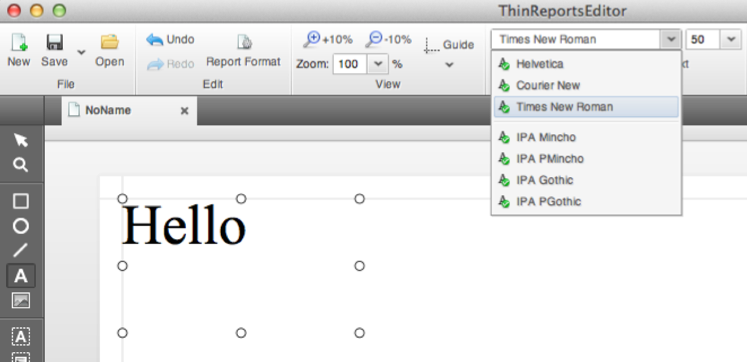 ThinReportsEditor
New Save Open
File
Undo
Redo Report Format
Edit
+10% -10% Guide
Zoom: 100 %
View
Times New Roman 50
Helvetica
Courier New
Times New Roman
IPA Mincho
IPA PMincho
IPA Gothic
IPA PGothic
NoName
A
Hello
A